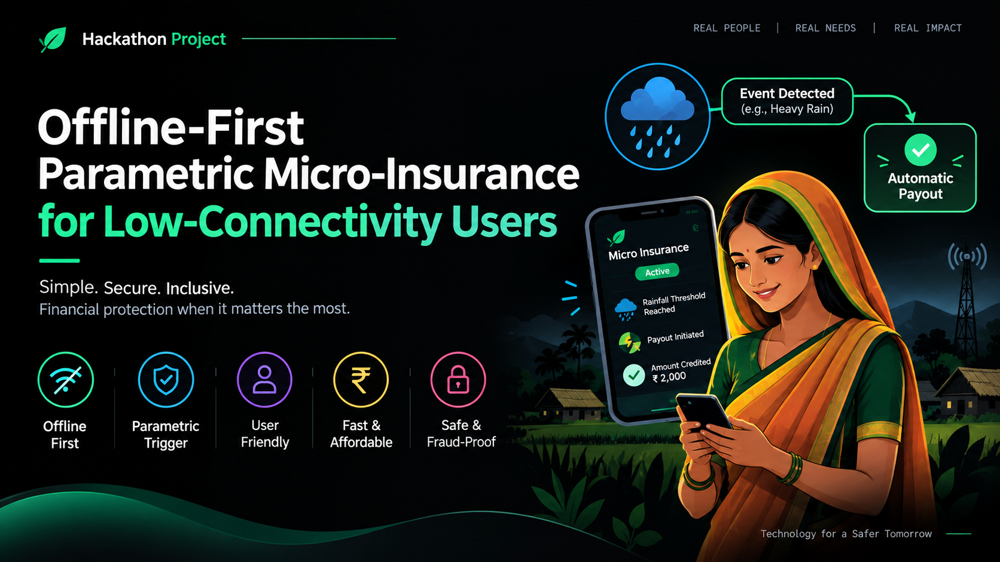 Hackathon Project
REAL PEOPLE | REAL NEEDS | REAL IMPACT
Offline-First
Parametric Micro-Insurance
for Low-Connectivity Users
Simple. Secure. Inclusive.
Financial protection when it matters the most.
Offline
First
Parametric
Trigger
User
Friendly
₹
Fast &
Affordable
Safe &
Fraud-Proof
Event Detected
(e.g., Heavy Rain)
Automatic
Payout
Micro Insurance
Active
Rainfall Threshold
Reached
Payout Initiated
Amount Credited
₹ 2,000
Technology for a Safer Tomorrow